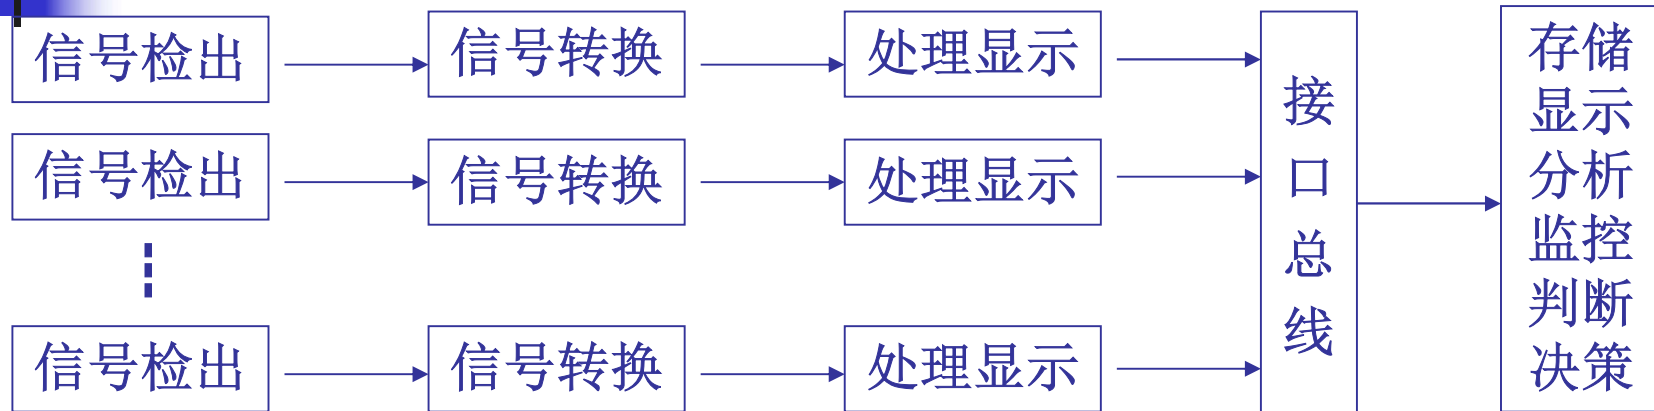 信号检出
信号转换
处理显示
信号检出
信号转换
处理显示
信号检出
信号转换
处理显示
接
口
总
线
存储
显示
分析
监控
判断
决策